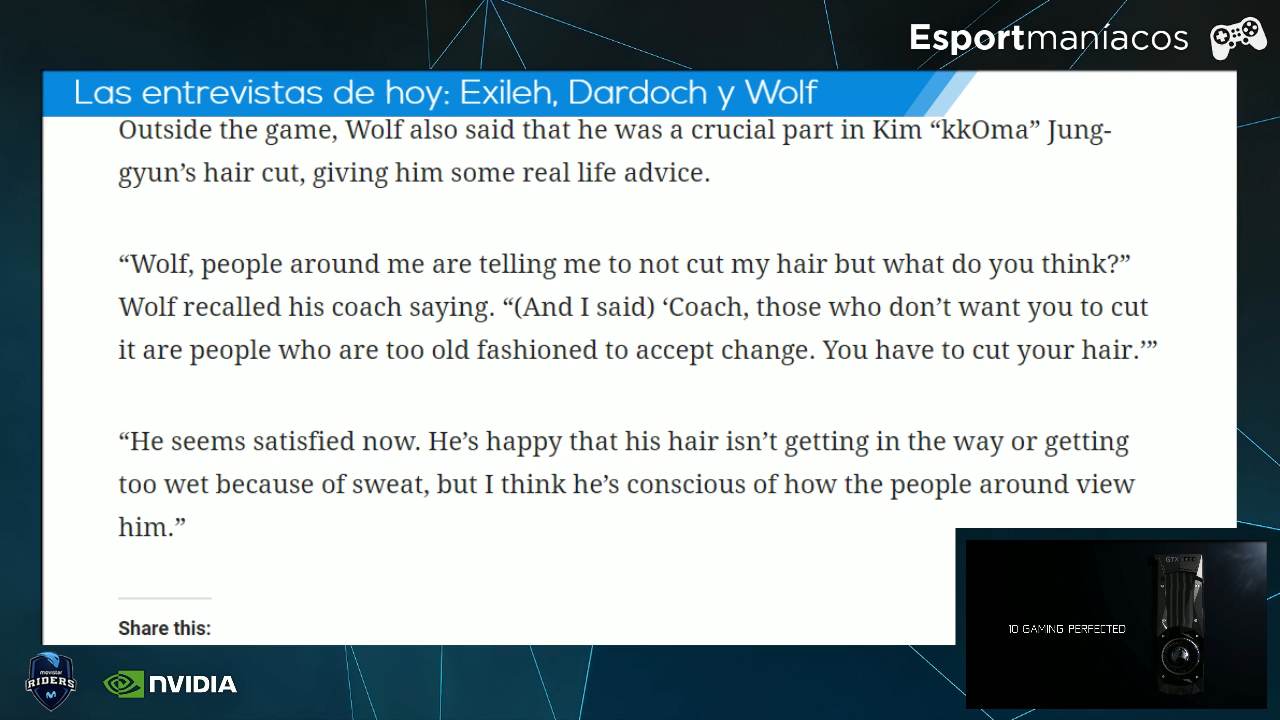 Esportmaníacos
Las entrevistas de hoy: Exileh, Dardoch y Wolf
Outside the game, Wolf also said that he was a crucial part in Kim “kkOma” Jung-
gyun’s hair cut, giving him some real life advice.
“Wolf, people around me are telling me to not cut my hair but what do you think?”
Wolf recalled his coach saying. “(And I said) ‘Coach, those who don’t want you to cut
it are people who are too old fashioned to accept change. You have to cut your hair.’”
“He seems satisfied now. He’s happy that his hair isn’t getting in the way or getting
too wet because of sweat, but I think he’s conscious of how the people around view
him.”
Share this:
10 GAMING PERFECTED
movistar
RIDERS
NVIDIA